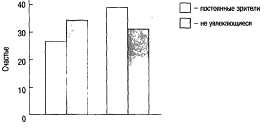 40
30
20
10
0
Счастье
– постоянные зрители
– не увлекающиеся